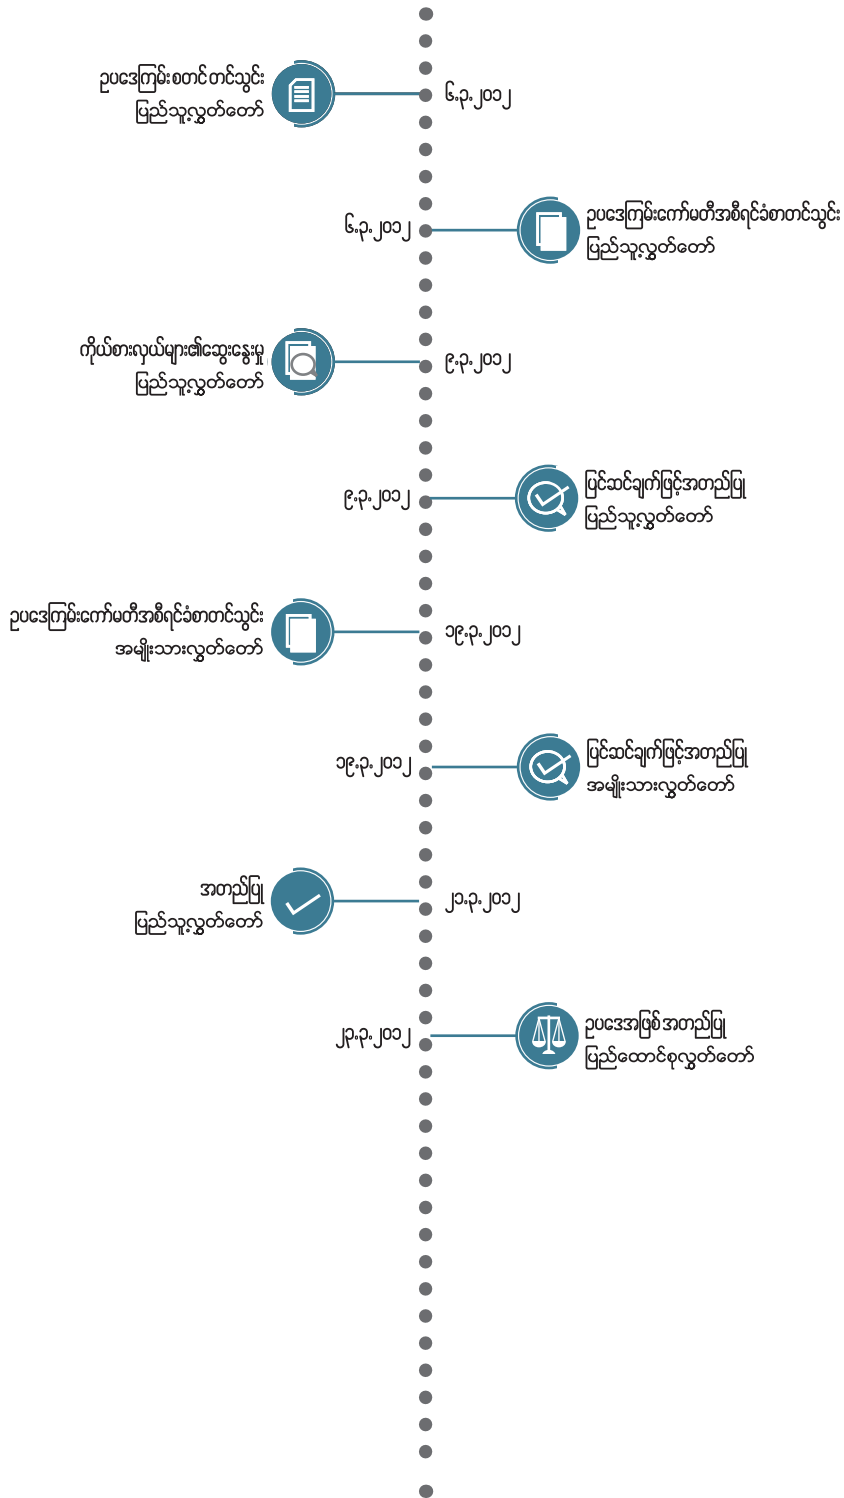 ဥပဒေကြမ်းစတင်တင်သွင်း
ပြည်သူ့လွှတ်တော်
၆.၃.၂၀၁၂
၆.၃.၂၀၁၂
ဥပဒေကြမ်းကော်မတီအစီရင်ခံစာတင်သွင်း
ပြည်သူ့လွှတ်တော်
ကိုယ်စားလှယ်များ၏ဆွေးနွေးမှု
ပြည်သူ့လွှတ်တော်
၉.၃.၂၀၁၂
၉.၃.၂၀၁၂
ပြင်ဆင်ချက်ဖြင့်အတည်ပြု
ပြည်သူ့လွှတ်တော်
ဥပဒေကြမ်းကော်မတီအစီရင်ခံစာတင်သွင်း
အမျိုးသားလွှတ်တော်
၁၉.၃.၂၀၁၂
၁၉.၃.၂၀၁၂
ပြင်ဆင်ချက်ဖြင့်အတည်ပြု
အမျိုးသားလွှတ်တော်
အတည်ပြု
ပြည်သူ့လွှတ်တော်
၂၁.၃.၂၀၁၂
၂၃.၃.၂၀၁၂
ဥပဒေအဖြစ်အတည်ပြု
ပြည်ထောင်စုလွှတ်တော်